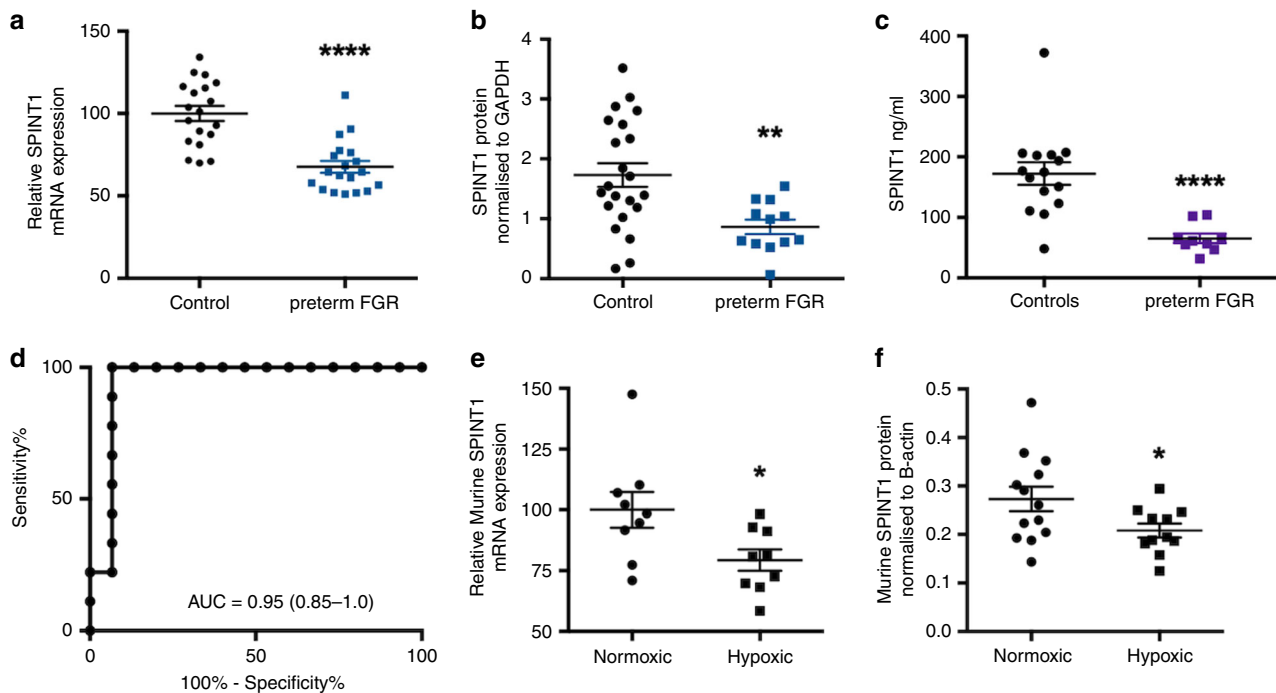 a
Relative SPINT1
mRNA expression
150
100
50
0
****
Control
preterm FGR
b
SPINT1 protein
normalised to GAPDH
4
3
2
1
0
**
Control
preterm FGR
c
SPINT1 ng/ml
400
300
200
100
0
****
Controls
preterm FGR
d
Sensitivity%
100
50
0
AUC = 0.95 (0.85–1.0)
0
50
100
100% - Specificity%
e
Relative Murine SPINT1
mRNA expression
150
125
100
75
50
*
Normoxic
Hypoxic
f
Murine SPINT1 protein
normalised to B-actin
0.5
0.4
0.3
0.2
0.1
0.0
*
Normoxic
Hypoxic